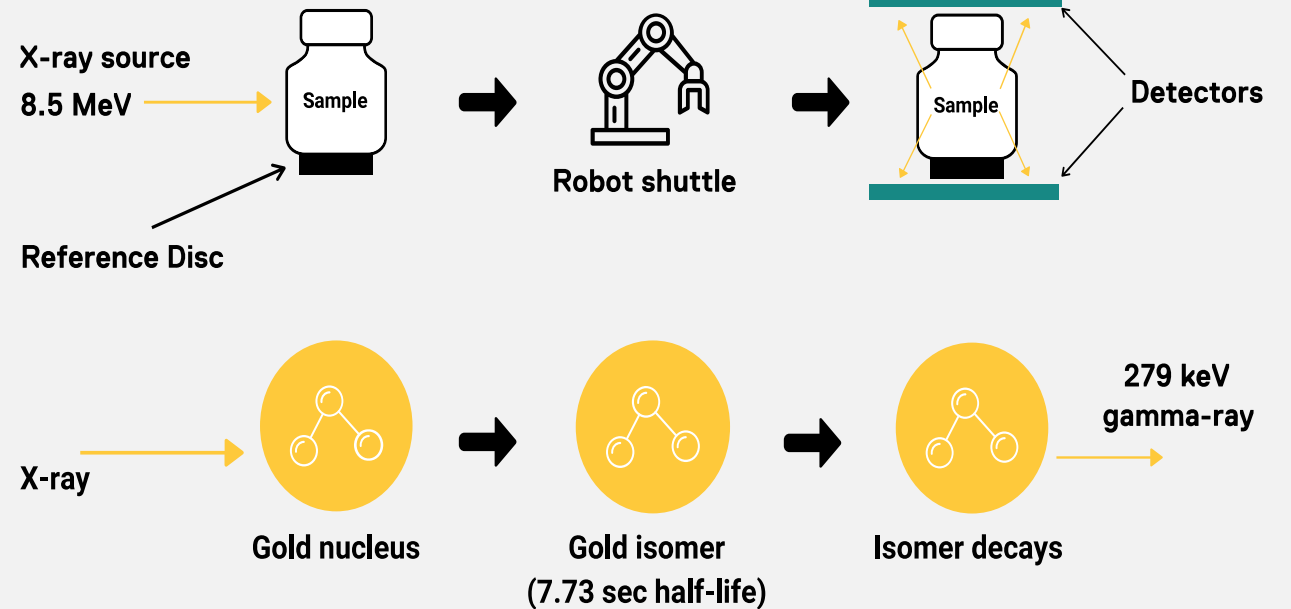 X-ray source
8.5 MeV
Sample
Robot shuttle
Sample
Detectors
Reference Disc
X-ray
Gold nucleus
Gold isomer
(7.73 sec half-life)
Isomer decays
279 keV
gamma-ray